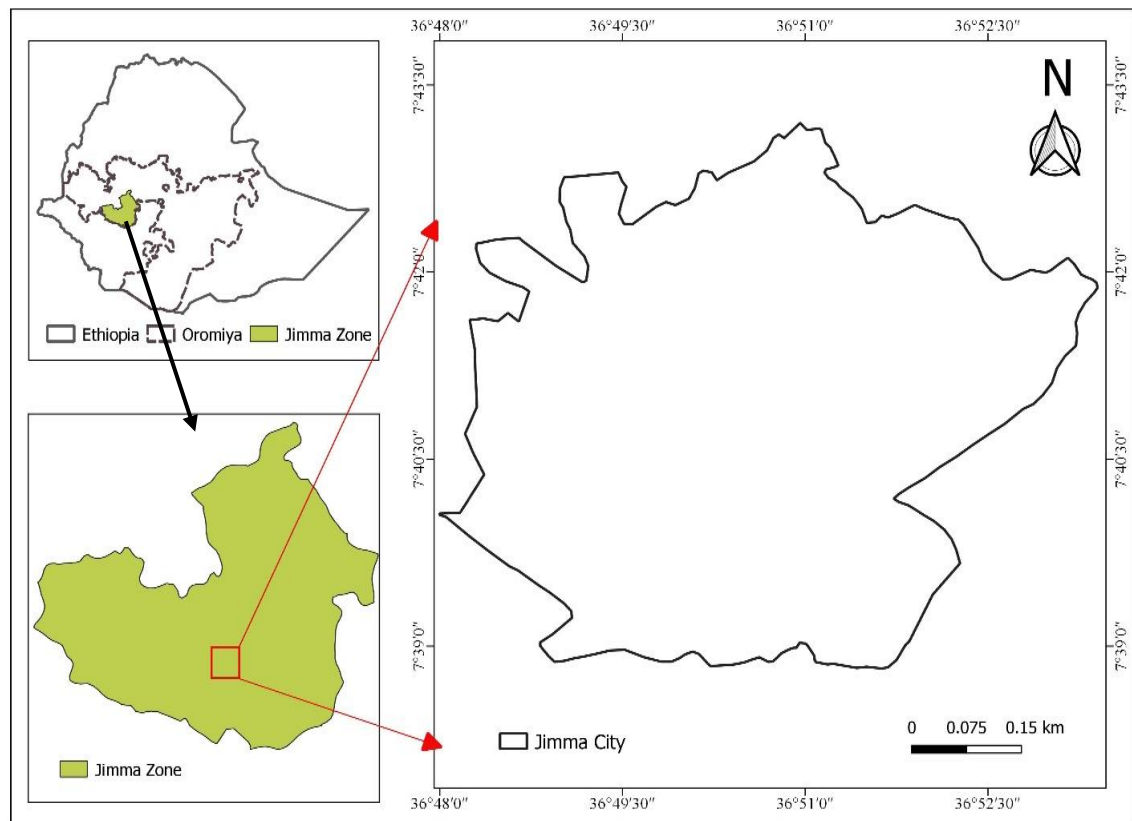 36°48'0" 36°49'30" 36°51'0" 36°52'30"
N
7°43'30" 7°43'30"
7°42'0" 7°42'0"
7°40'30" 7°40'30"
7°39'0" 7°39'0"
Ethiopia Oromiya Jimma Zone
Jimma Zone
Jimma City
0 0.075 0.15 km
36°48'0" 36°49'30" 36°51'0" 36°52'30"